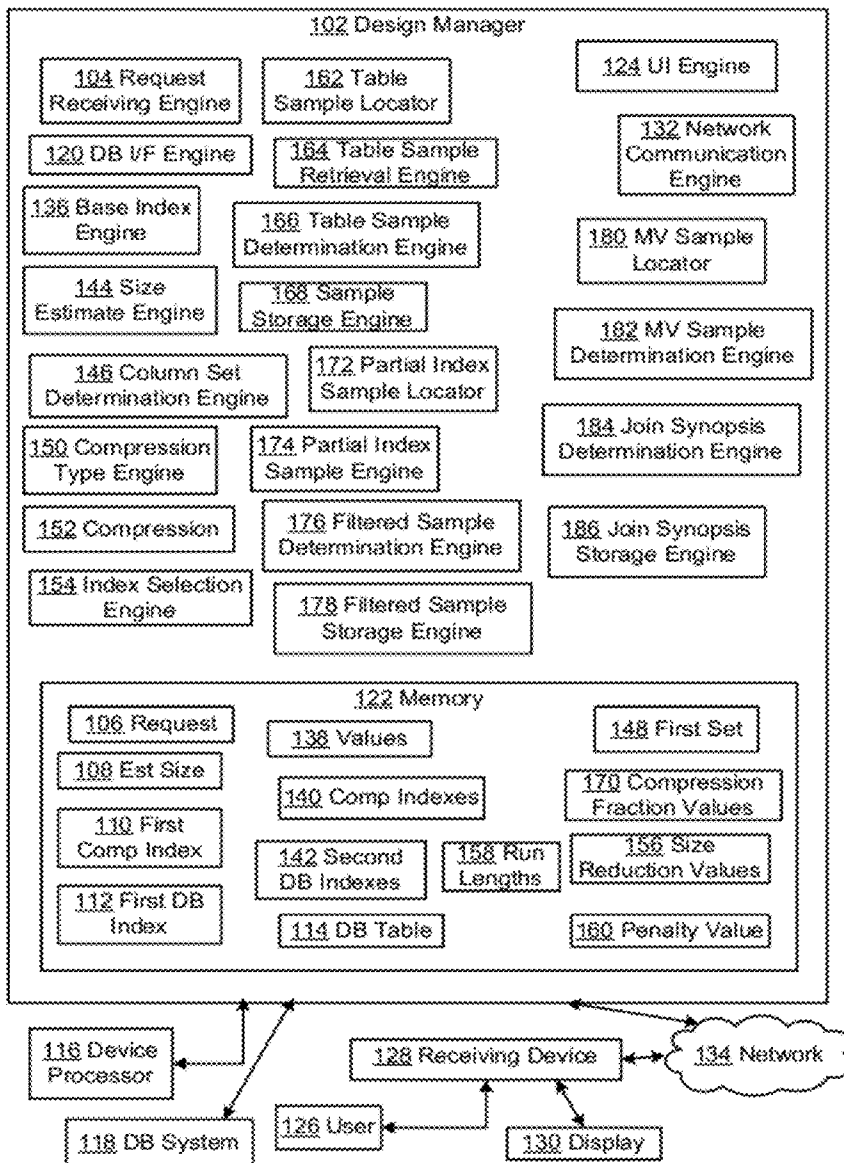 102 Design Manager
104 Request
Receiving Engine
162 Table
Sample Locator
124 UI Engine
120 DB I/F Engine
164 Table Sample
Retrieval Engine
132 Network
Communication
Engine
136 Base Index
Engine
166 Table Sample
Determination Engine
180 MV Sample
Locator
144 Size
Estimate Engine
168 Sample
Storage Engine
182 MV Sample
Determination Engine
146 Column Set
Determination Engine
172 Partial Index
Sample Locator
184 Join Synopsis
Determination Engine
150 Compression
Type Engine
174 Partial Index
Sample Engine
152 Compression
176 Filtered Sample
Determination Engine
186 Join Synopsis
Storage Engine
154 Index Selection
Engine
178 Filtered Sample
Storage Engine
122 Memory
106 Request
138 Values
148 First Set
108 Est Size
140 Comp Indexes
170 Compression
Fraction Values
110 First
Comp Index
142 Second
DB Indexes
158 Run
Lengths
156 Size
Reduction Values
112 First DB
Index
114 DB Table
160 Penalty Value
116 Device
Processor
128 Receiving Device
134 Network
118 DB System
126 User
130 Display